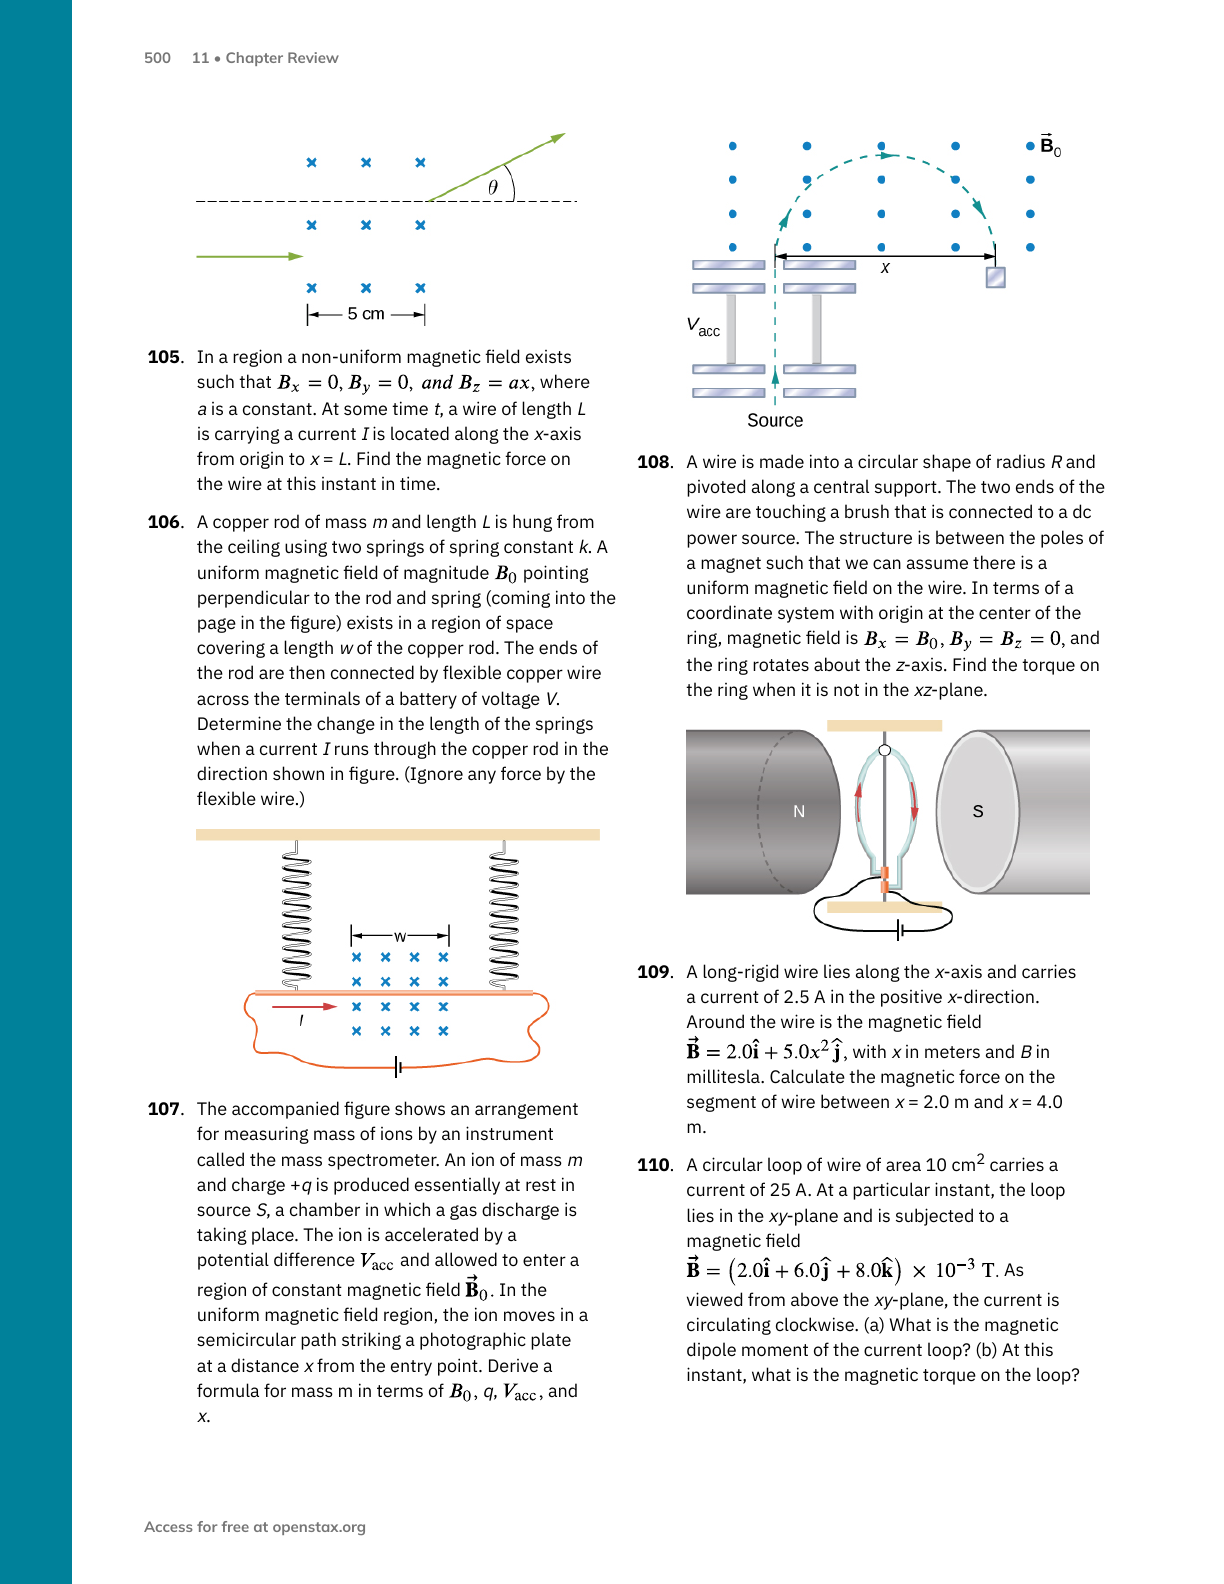 500 11 • Chapter Review
θ
5 cm
105. In a region a non-uniform magnetic field exists
such that Bx = 0, By = 0, and Bz = ax, where
a is a constant. At some time t, a wire of length L
is carrying a current I is located along the x-axis
from origin to x = L. Find the magnetic force on
the wire at this instant in time.
106. A copper rod of mass m and length L is hung from
the ceiling using two springs of spring constant k. A
uniform magnetic field of magnitude B0 pointing
perpendicular to the rod and spring (coming into the
page in the figure) exists in a region of space
covering a length w of the copper rod. The ends of
the rod are then connected by flexible copper wire
across the terminals of a battery of voltage V.
Determine the change in the length of the springs
when a current I runs through the copper rod in the
direction shown in figure. (Ignore any force by the
flexible wire.)
w
I
107. The accompanied figure shows an arrangement
for measuring mass of ions by an instrument
called the mass spectrometer. An ion of mass m
and charge +q is produced essentially at rest in
source S, a chamber in which a gas discharge is
taking place. The ion is accelerated by a
potential difference Vacc and allowed to enter a
region of constant magnetic field B⃗0. In the
uniform magnetic field region, the ion moves in a
semicircular path striking a photographic plate
at a distance x from the entry point. Derive a
formula for mass m in terms of B0, q, Vacc, and
x.
B⃗0
x
Vacc
Source
108. A wire is made into a circular shape of radius R and
pivoted along a central support. The two ends of the
wire are touching a brush that is connected to a dc
power source. The structure is between the poles of
a magnet such that we can assume there is a
uniform magnetic field on the wire. In terms of a
coordinate system with origin at the center of the
ring, magnetic field is Bx = B0, By = Bz = 0, and
the ring rotates about the z-axis. Find the torque on
the ring when it is not in the xz-plane.
N
S
109. A long-rigid wire lies along the x-axis and carries
a current of 2.5 A in the positive x-direction.
Around the wire is the magnetic field
B⃗ = 2.0î + 5.0x²ĵ, with x in meters and B in
millitesla. Calculate the magnetic force on the
segment of wire between x = 2.0 m and x = 4.0
m.
110. A circular loop of wire of area 10 cm² carries a
current of 25 A. At a particular instant, the loop
lies in the xy-plane and is subjected to a
magnetic field
B⃗ = (2.0î + 6.0ĵ + 8.0k̂) × 10⁻³ T. As
viewed from above the xy-plane, the current is
circulating clockwise. (a) What is the magnetic
dipole moment of the current loop? (b) At this
instant, what is the magnetic torque on the loop?
Access for free at openstax.org